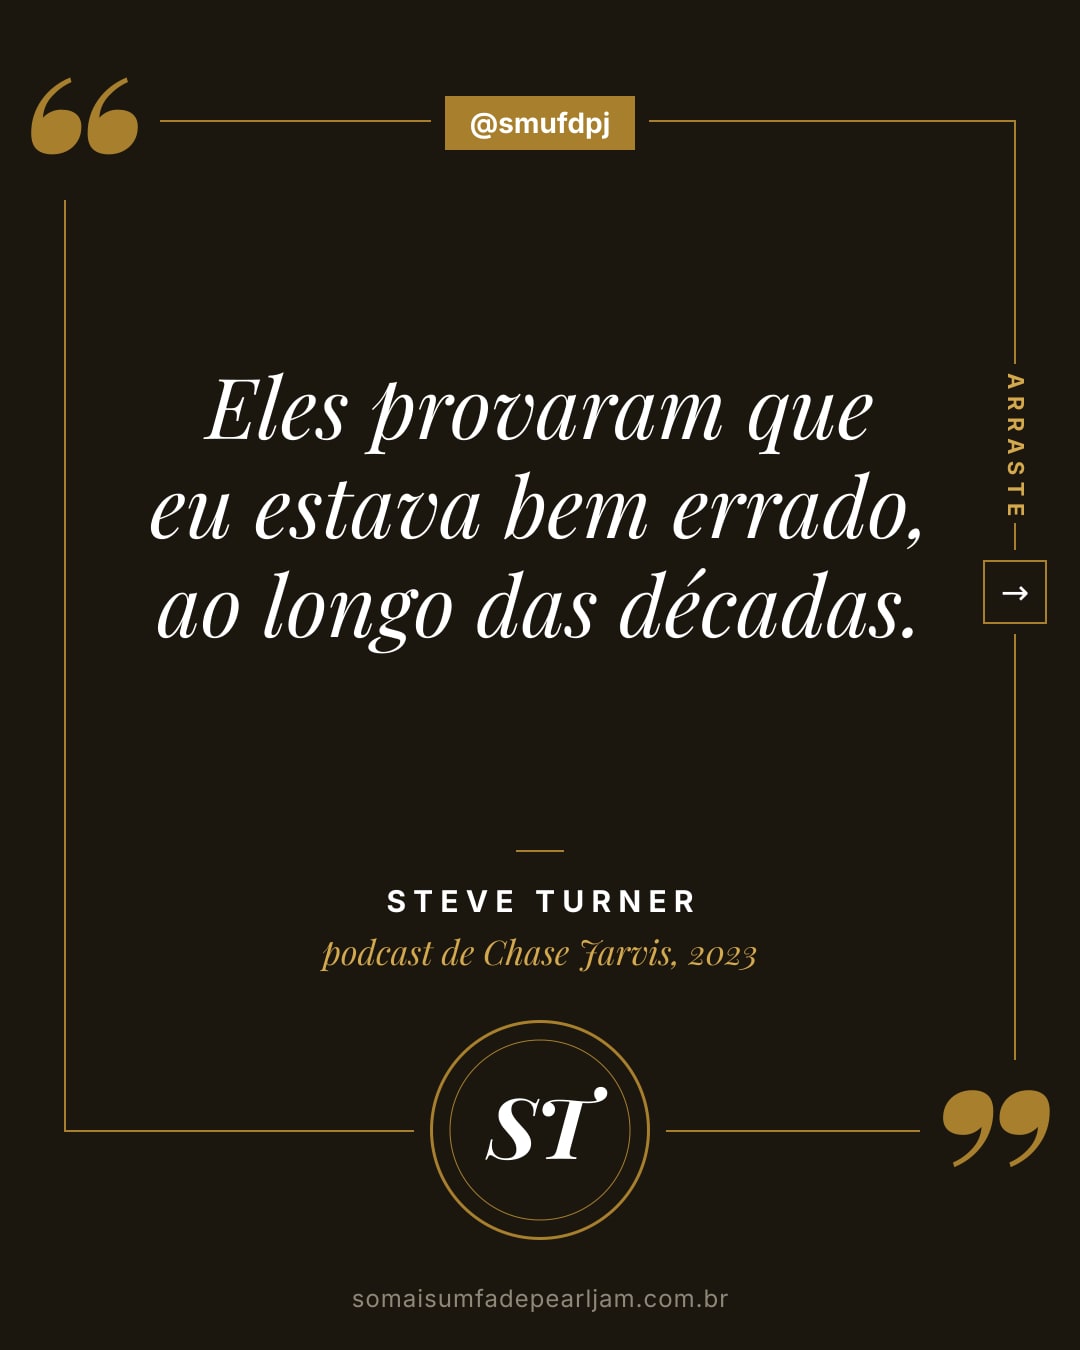 “
@smufdpj
Eles provaram que
eu estava bem errado,
ao longo das décadas.
ARRASTE
→
STEVE TURNER
podcast de Chase Jarvis, 2023
ST
”
somaisumfadepearljam.com.br